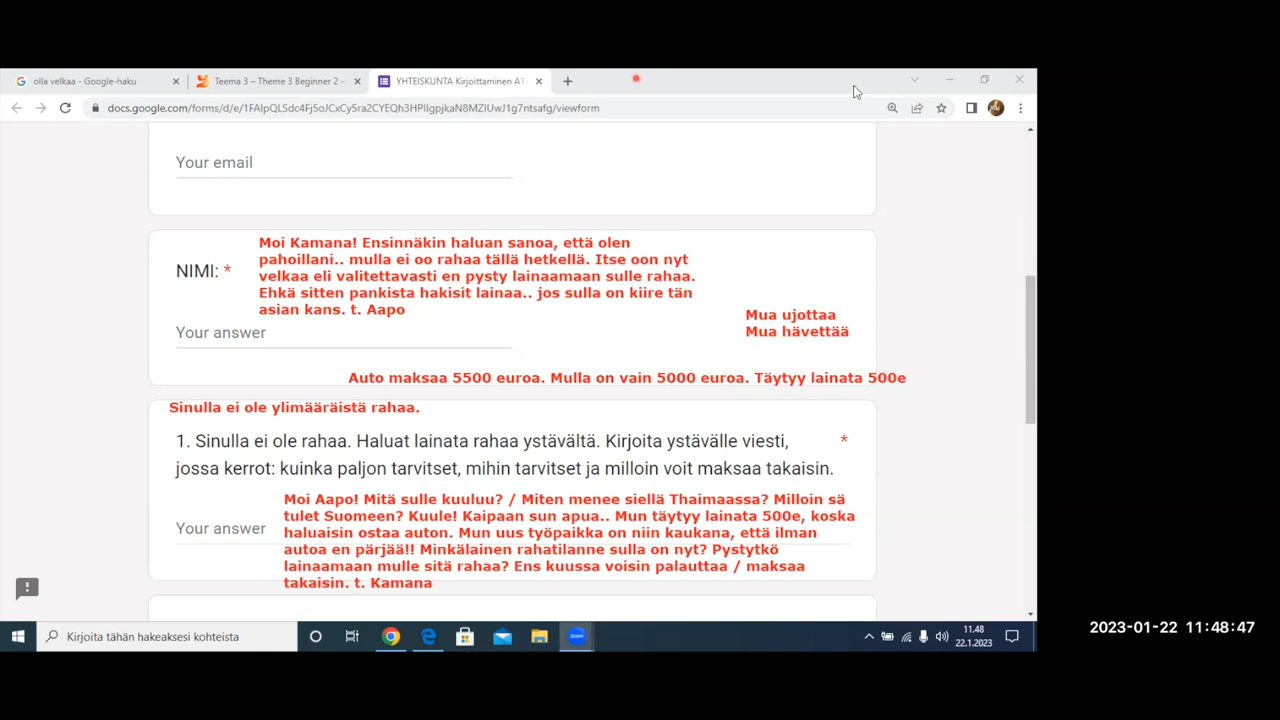 olla velkaa - Google-haku
Teema 3 – Theme 3 Beginner 2 –
YHTEISKUNTA Kirjoittaminen A1-
docs.google.com/forms/d/e/1FAIpQLSdc4Fj5oJCxCy5ra2CYEQh3HPlIgpjkaN8MZIUwJ1g7ntsafg/viewform
Your email
NIMI: *
Moi Kamana! Ensinnäkin haluan sanoa, että olen
pahoillani.. mulla ei oo rahaa tällä hetkellä. Itse oon nyt
velkaa eli valitettavasti en pysty lainaamaan sulle rahaa.
Ehkä sitten pankista hakisit lainaa.. jos sulla on kiire tän
asian kans. t. Aapo
Mua ujottaa
Mua hävettää
Your answer
Auto maksaa 5500 euroa. Mulla on vain 5000 euroa. Täytyy lainata 500e
Sinulla ei ole ylimääräistä rahaa.
1. Sinulla ei ole rahaa. Haluat lainata rahaa ystävältä. Kirjoita ystävälle viesti, *
jossa kerrot: kuinka paljon tarvitset, mihin tarvitset ja milloin voit maksaa takaisin.
Moi Aapo! Mitä sulle kuuluu? / Miten menee siellä Thaimaassa? Milloin sä
tulet Suomeen? Kuule! Kaipaan sun apua.. Mun täytyy lainata 500e, koska
haluaisin ostaa auton. Mun uus työpaikka on niin kaukana, että ilman
autoa en pärjää!! Minkälainen rahatilanne sulla on nyt? Pystytkö
lainaamaan mulle sitä rahaa? Ens kuussa voisin palauttaa / maksaa
takaisin. t. Kamana
Your answer
Kirjoita tähän hakeaksesi kohteista
zoom
11.48
22.1.2023
2023-01-22 11:48:47